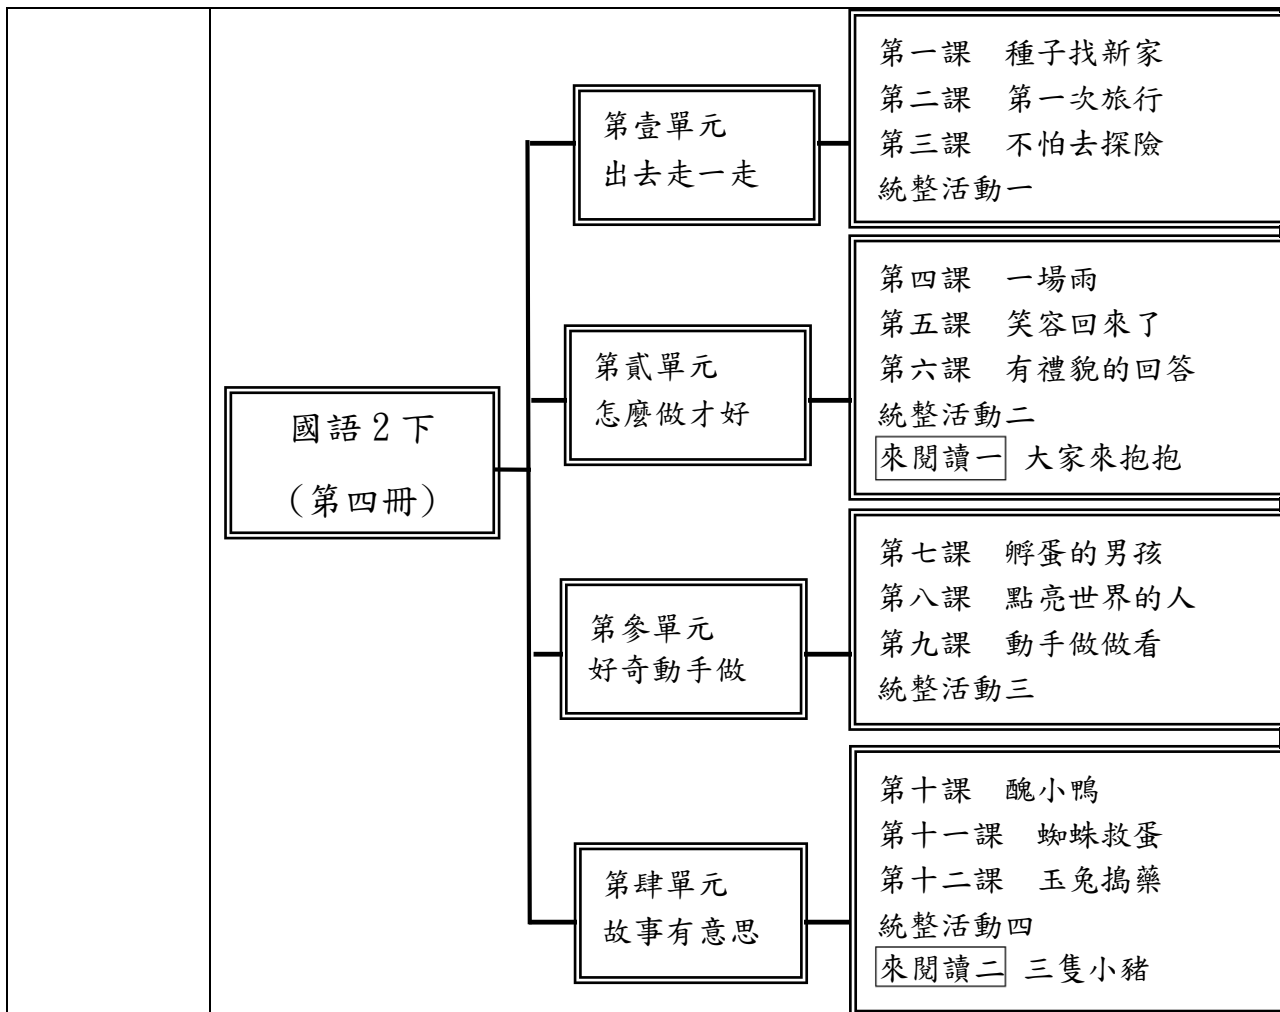 國語2下
(第四冊)
第壹單元
出去走一走
第一課　種子找新家
第二課　第一次旅行
第三課　不怕去探險
統整活動一
第貳單元
怎麼做才好
第四課　一場雨
第五課　笑容回來了
第六課　有禮貌的回答
統整活動二
來閱讀一 大家來抱抱
第參單元
好奇動手做
第七課　孵蛋的男孩
第八課　點亮世界的人
第九課　動手做做看
統整活動三
第肆單元
故事有意思
第十課　醜小鴨
第十一課　蜘蛛救蛋
第十二課　玉兔搗藥
統整活動四
來閱讀二 三隻小豬